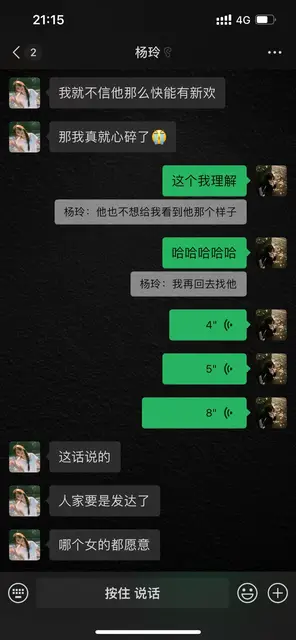 21:15
4G
2
杨玲
我就不信他那么快能有新欢
那我真就心碎了😭
这个我理解
杨玲：他也不想给我看到他那个样子
哈哈哈哈哈
杨玲：我再回去找他
4"
5"
8"
这话说的
人家要是发达了
哪个女的都愿意
按住 说话